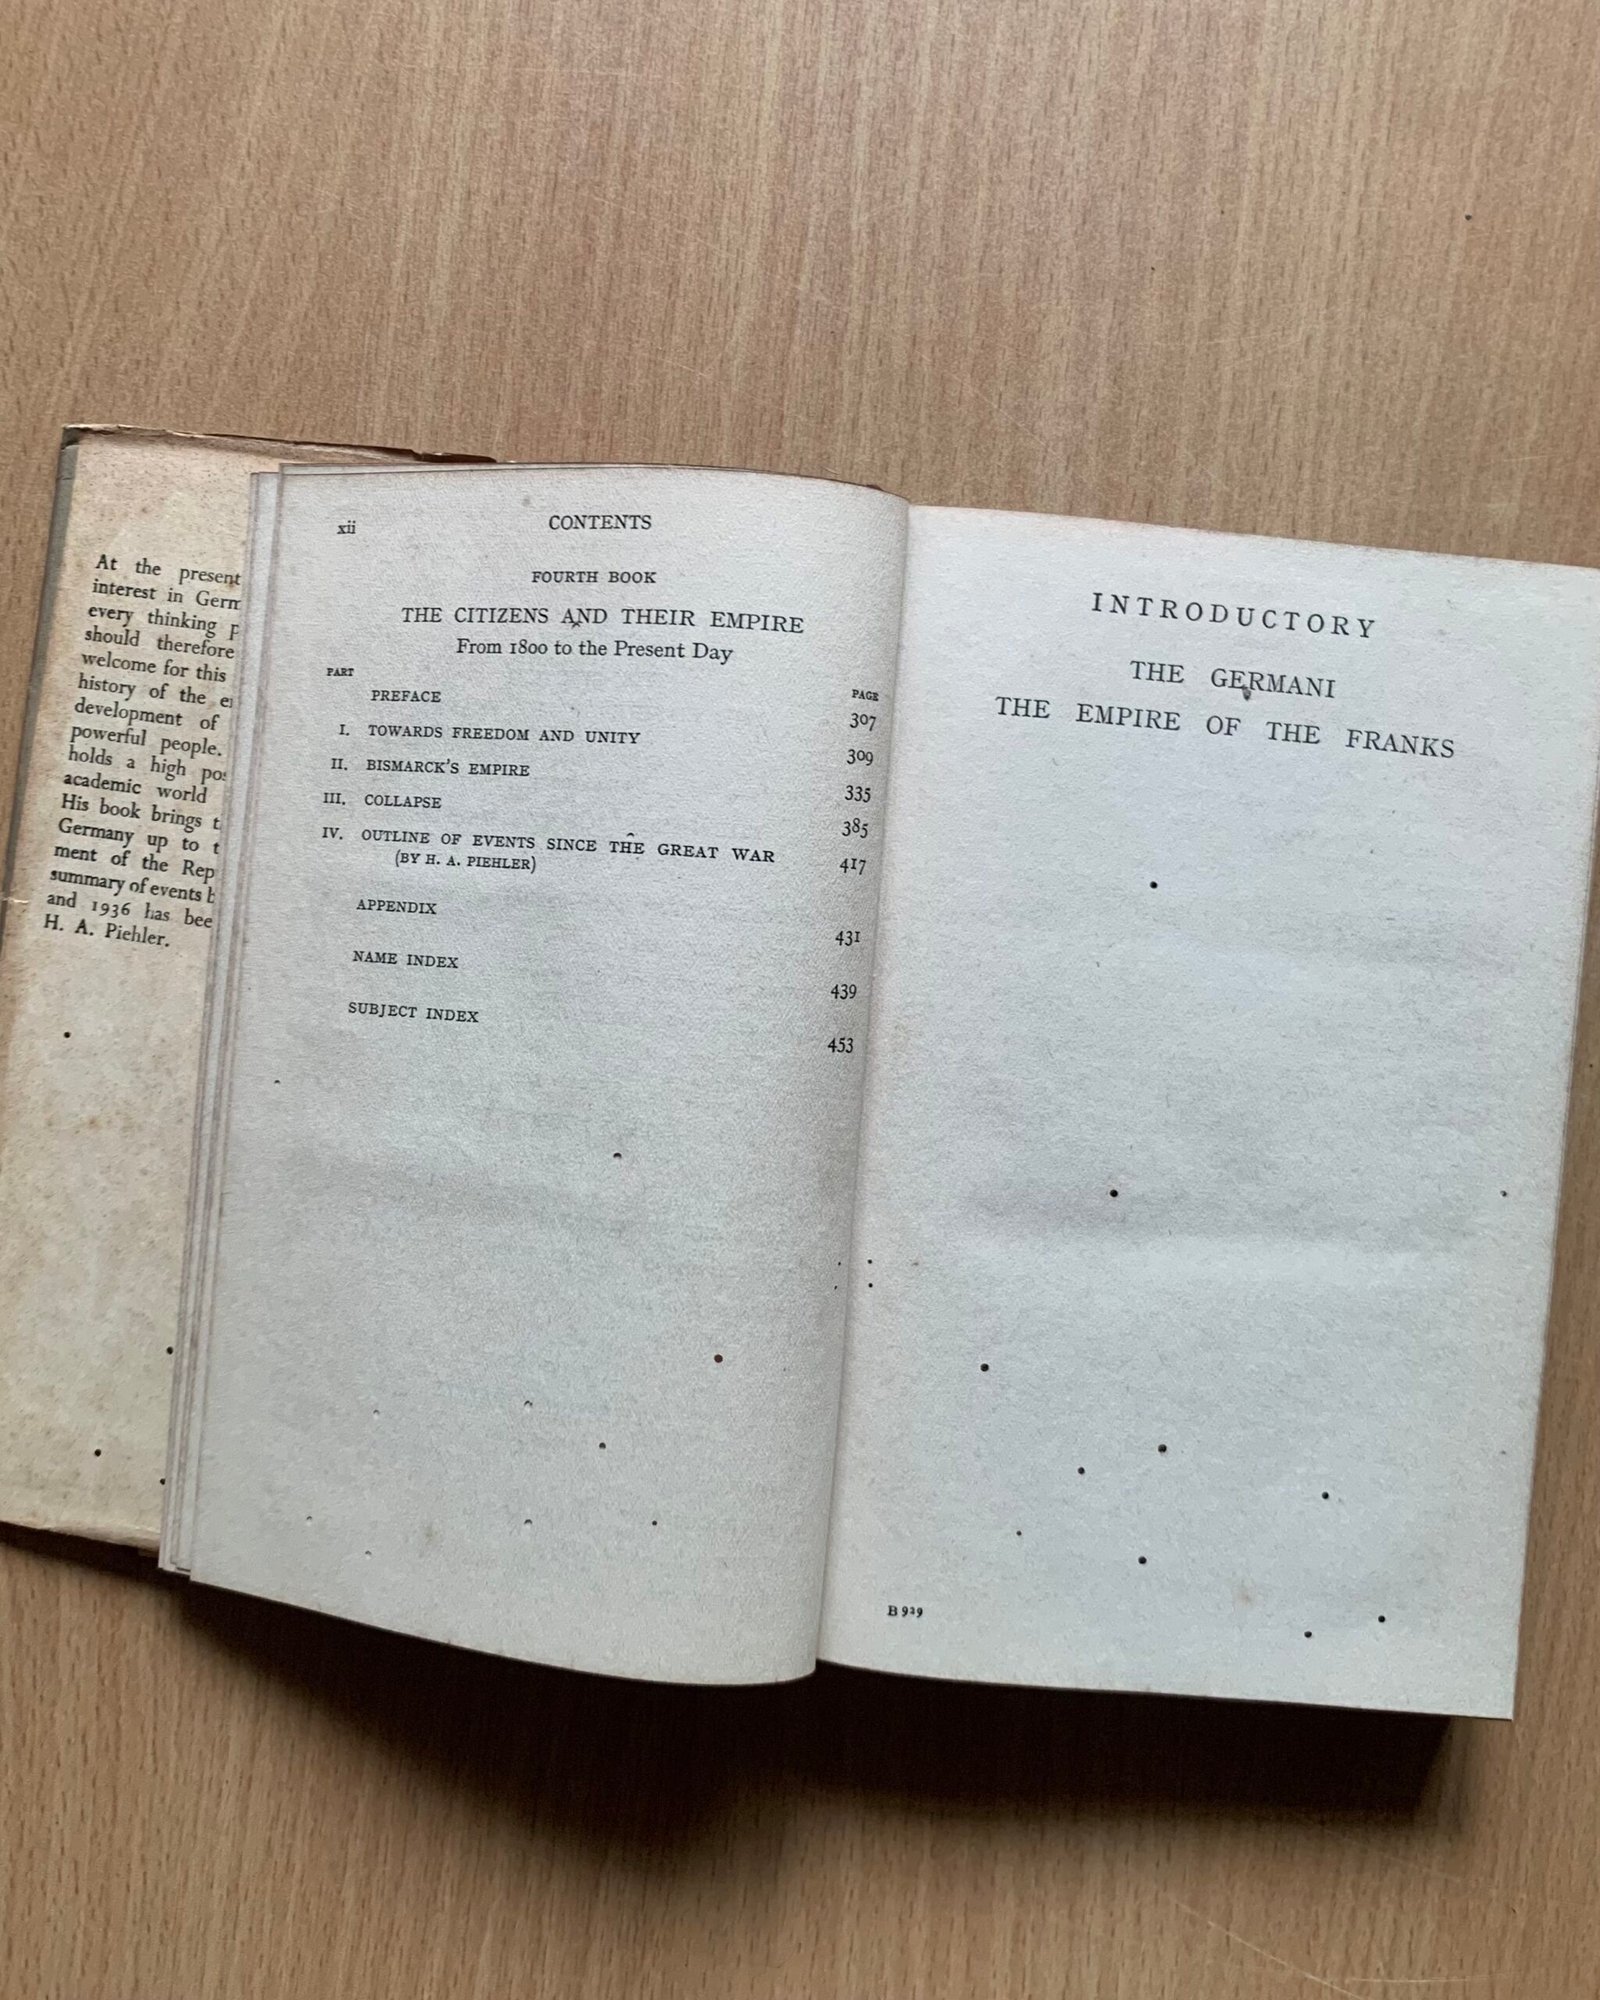 At the present
interest in
every thinking
should therefore
welcome for this
history of the
development of
powerful people.
holds a high
academic world
His book brings
Germany up to
ment of the
summary of events
and 1936 has
H. A. Piehler.
xii
CONTENTS
FOURTH BOOK
THE CITIZENS AND THEIR EMPIRE
From 1800 to the Present Day
PART PAGE
PREFACE 307
I. TOWARDS FREEDOM AND UNITY 309
II. BISMARCK'S EMPIRE 335
III. COLLAPSE 385
IV. OUTLINE OF EVENTS SINCE THE GREAT WAR 417
(BY H. A. PIEHLER)
APPENDIX 431
NAME INDEX 439
SUBJECT INDEX 453
INTRODUCTORY
THE GERMANI
THE EMPIRE OF THE FRANKS
B 929